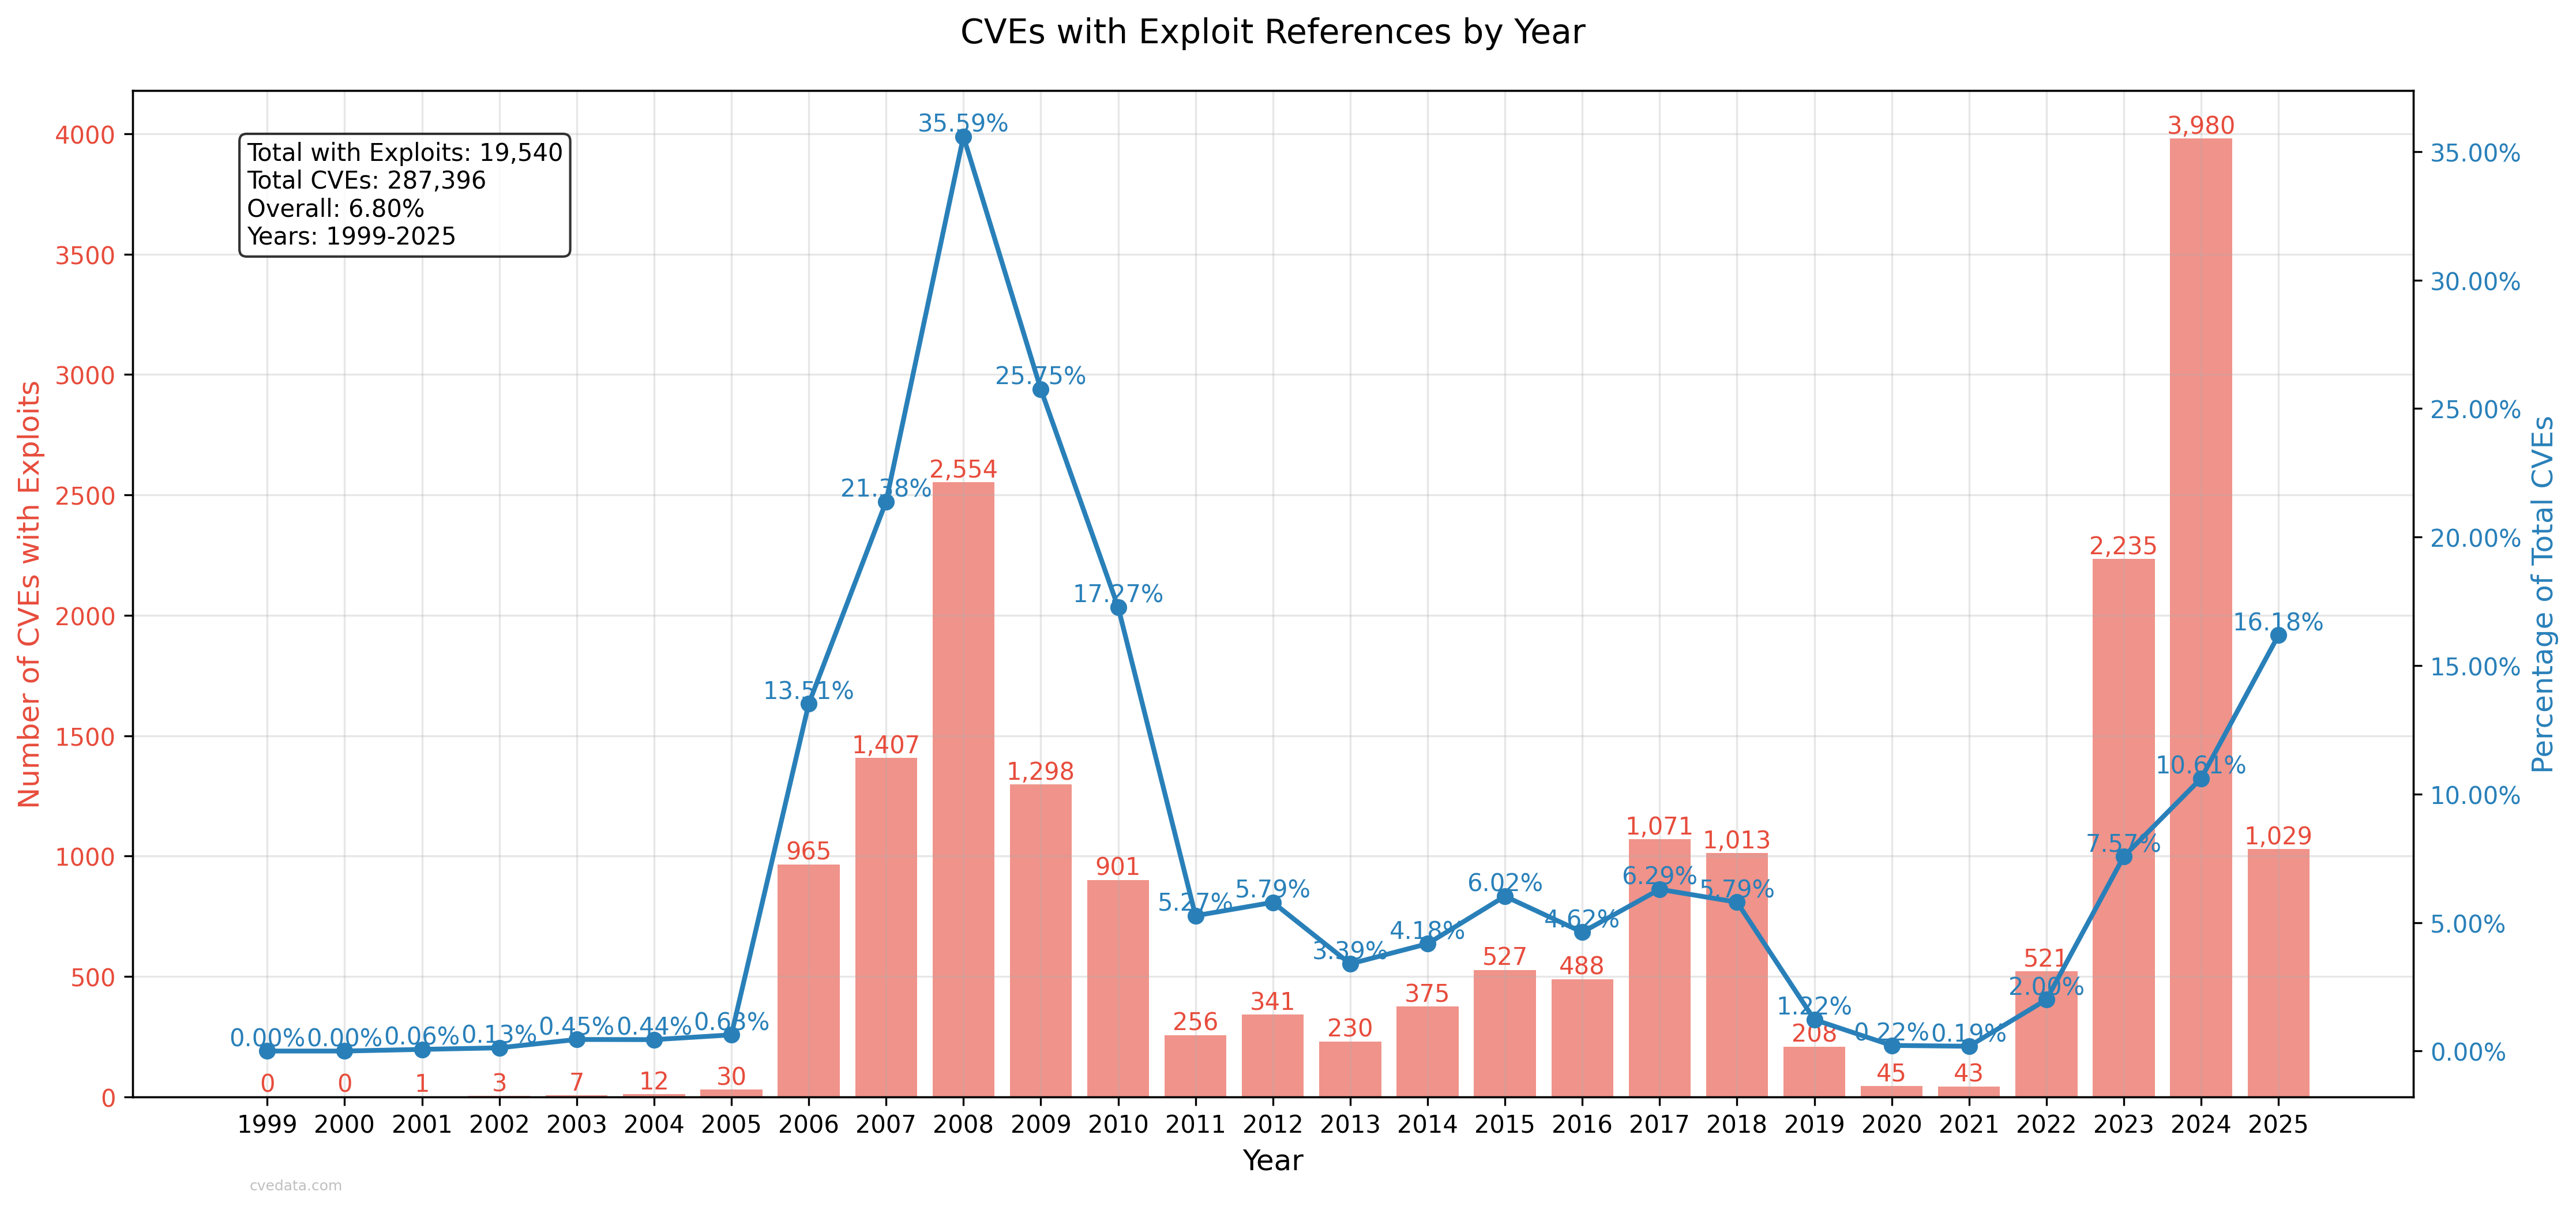 CVEs with Exploit References by Year
Total with Exploits: 19,540
Total CVEs: 287,396
Overall: 6.80%
Years: 1999-2025
Number of CVEs with Exploits
4000
3500
3000
2500
2000
1500
1000
500
0
Percentage of Total CVEs
35.00%
30.00%
25.00%
20.00%
15.00%
10.00%
5.00%
0.00%
0.00% 0.00% 0.06% 0.13% 0.45% 0.44% 0.63% 13.51% 21.38% 35.59% 25.75% 17.27% 5.27% 5.79% 3.39% 4.18% 6.02% 4.62% 6.29% 5.79% 1.22% 0.22% 0.19% 2.00% 7.57% 10.61% 16.18%
0 0 1 3 7 12 30 965 1,407 2,554 1,298 901 256 341 230 375 527 488 1,071 1,013 208 45 43 521 2,235 3,980 1,029
1999 2000 2001 2002 2003 2004 2005 2006 2007 2008 2009 2010 2011 2012 2013 2014 2015 2016 2017 2018 2019 2020 2021 2022 2023 2024 2025
Year
cvedata.com